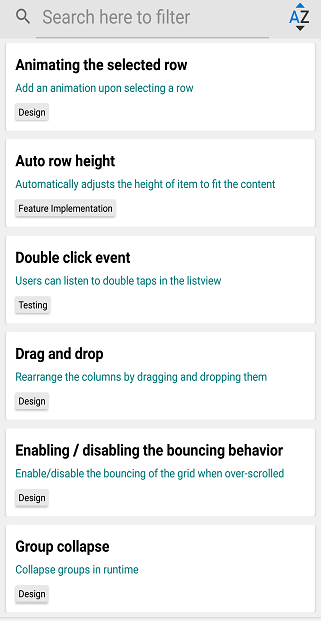 Search here to filter
AZ
Animating the selected row
Add an animation upon selecting a row
Design
Auto row height
Automatically adjusts the height of item to fit the content
Feature Implementation
Double click event
Users can listen to double taps in the listview
Testing
Drag and drop
Rearrange the columns by dragging and dropping them
Design
Enabling / disabling the bouncing behavior
Enable/disable the bouncing of the grid when over-scrolled
Design
Group collapse
Collapse groups in runtime
Design